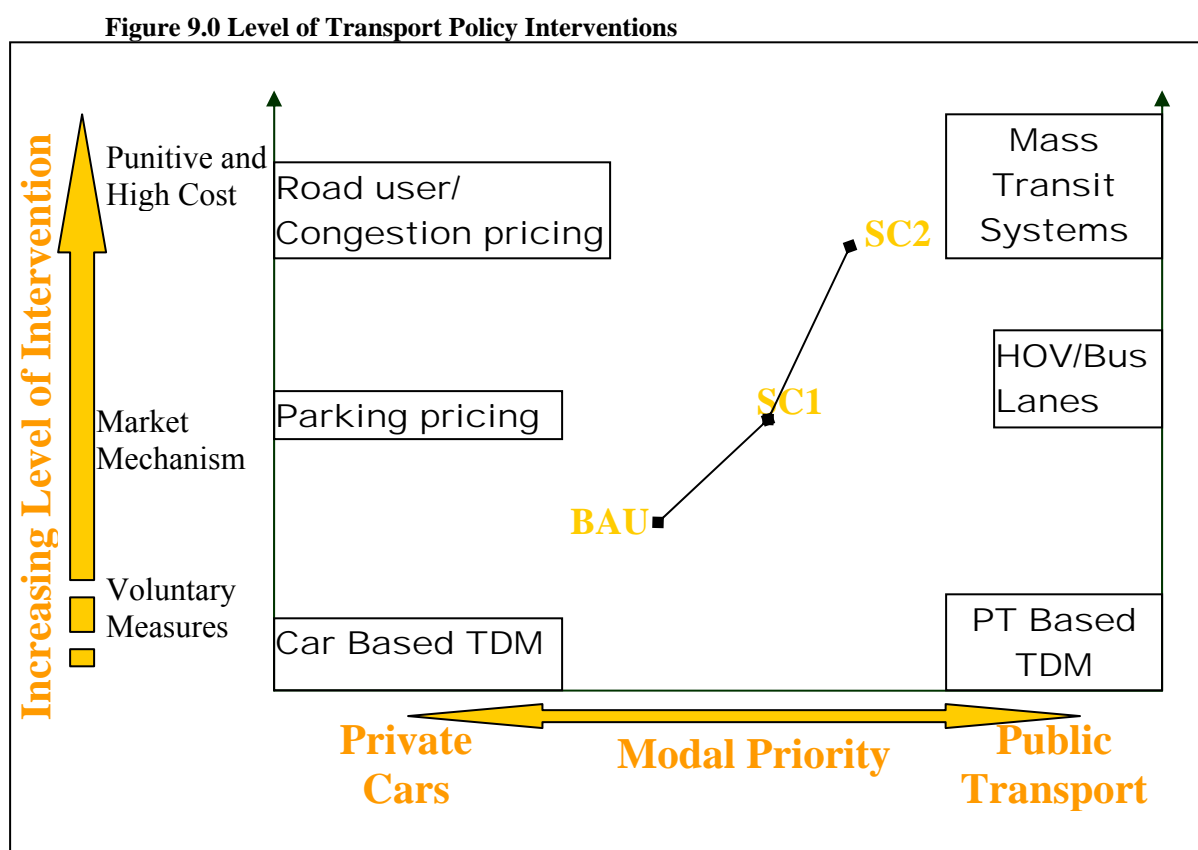 Figure 9.0 Level of Transport Policy Interventions
Increasing Level of Intervention
Punitive and
High Cost
Market
Mechanism
Voluntary
Measures
Road user/
Congestion pricing
Parking pricing
Car Based TDM
BAU
SC1
SC2
Mass
Transit
Systems
HOV/Bus
Lanes
PT Based
TDM
Private
Cars
Modal Priority
Public
Transport